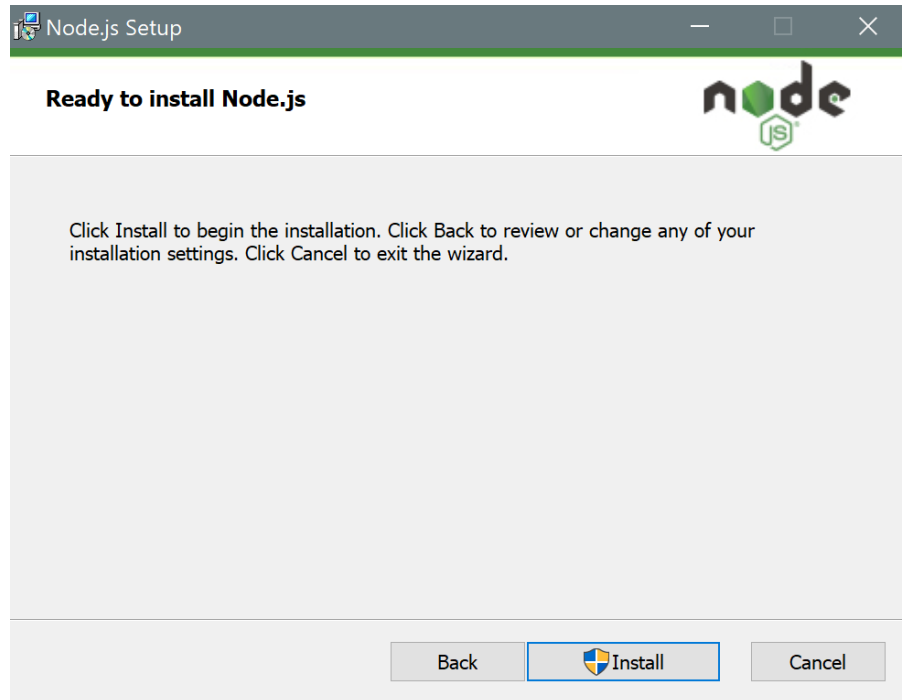 Node.js Setup
Ready to install Node.js
node
JS
Click Install to begin the installation. Click Back to review or change any of your
installation settings. Click Cancel to exit the wizard.
Back
Install
Cancel